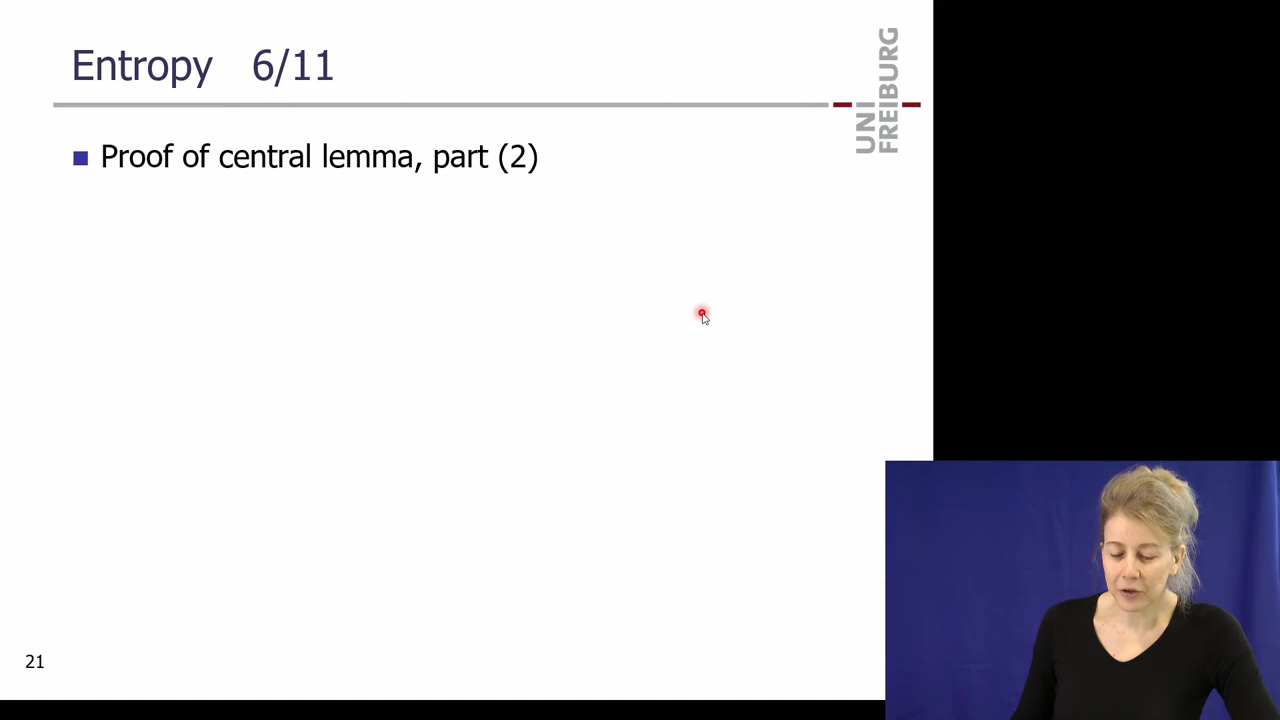 Entropy 6/11
UNI
FREIBURG
■ Proof of central lemma, part (2)
21